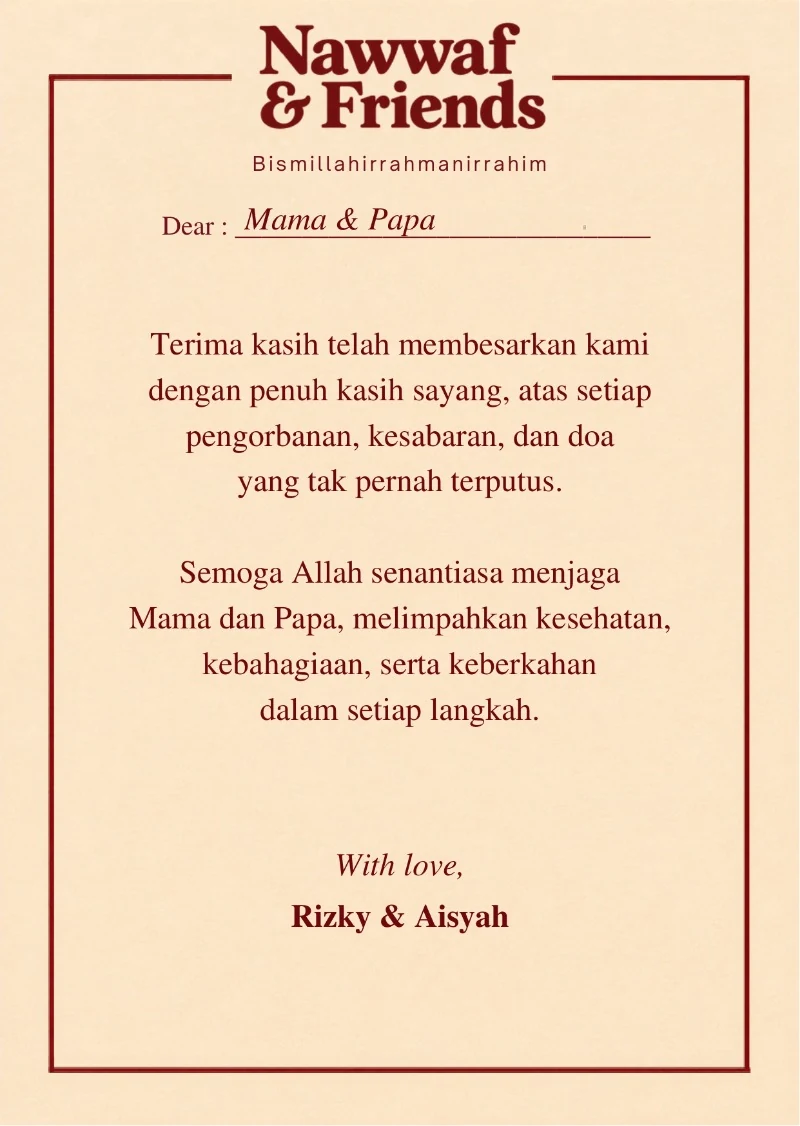 Nawwaf
& Friends
Bismillahirrahmanirrahim
Dear : Mama & Papa
Terima kasih telah membesarkan kami
dengan penuh kasih sayang, atas setiap
pengorbanan, kesabaran, dan doa
yang tak pernah terputus.
Semoga Allah senantiasa menjaga
Mama dan Papa, melimpahkan kesehatan,
kebahagiaan, serta keberkahan
dalam setiap langkah.
With love,
Rizky & Aisyah